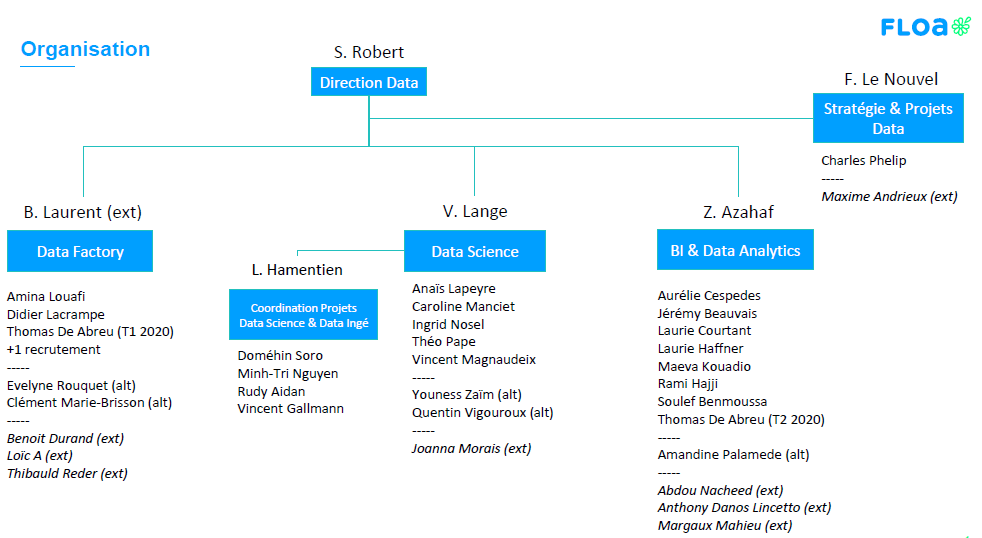 Organisation
FLOa
S. Robert
Direction Data
F. Le Nouvel
Stratégie & Projets
Data
Charles Phelip
-----
Maxime Andrieux (ext)
B. Laurent (ext)
Data Factory
Amina Louafi
Didier Lacrampe
Thomas De Abreu (T1 2020)
+1 recrutement
-----
Evelyne Rouquet (alt)
Clément Marie-Brisson (alt)
-----
Benoit Durand (ext)
Loïc A (ext)
Thibauld Reder (ext)
L. Hamentien
Coordination Projets
Data Science & Data Ingé
Doméhin Soro
Minh-Tri Nguyen
Rudy Aidan
Vincent Gallmann
V. Lange
Data Science
Anaïs Lapeyre
Caroline Manciet
Ingrid Nosel
Théo Pape
Vincent Magnaudeix
-----
Youness Zaïm (alt)
Quentin Vigouroux (alt)
-----
Joanna Morais (ext)
Z. Azahaf
BI & Data Analytics
Aurélie Cespedes
Jérémy Beauvais
Laurie Courtant
Laurie Haffner
Maeva Kouadio
Rami Hajji
Soulef Benmoussa
Thomas De Abreu (T2 2020)
-----
Amandine Palamede (alt)
-----
Abdou Nacheed (ext)
Anthony Danos Lincetto (ext)
Margaux Mahieu (ext)